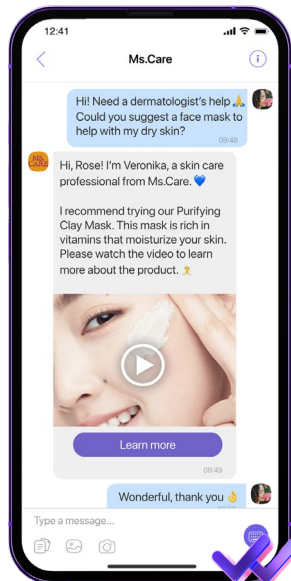 12:41
Ms.Care
Hi! Need a dermatologist's help 🙏
Could you suggest a face mask to
help with my dry skin?
09:48
MS.
CARE
Hi, Rose! I'm Veronika, a skin care
professional from Ms.Care. 💙
I recommend trying our Purifying
Clay Mask. This mask is rich in
vitamins that moisturize your skin.
Please watch the video to learn
more about the product.
Learn more
09:49
Wonderful, thank you 👌
Type a message...